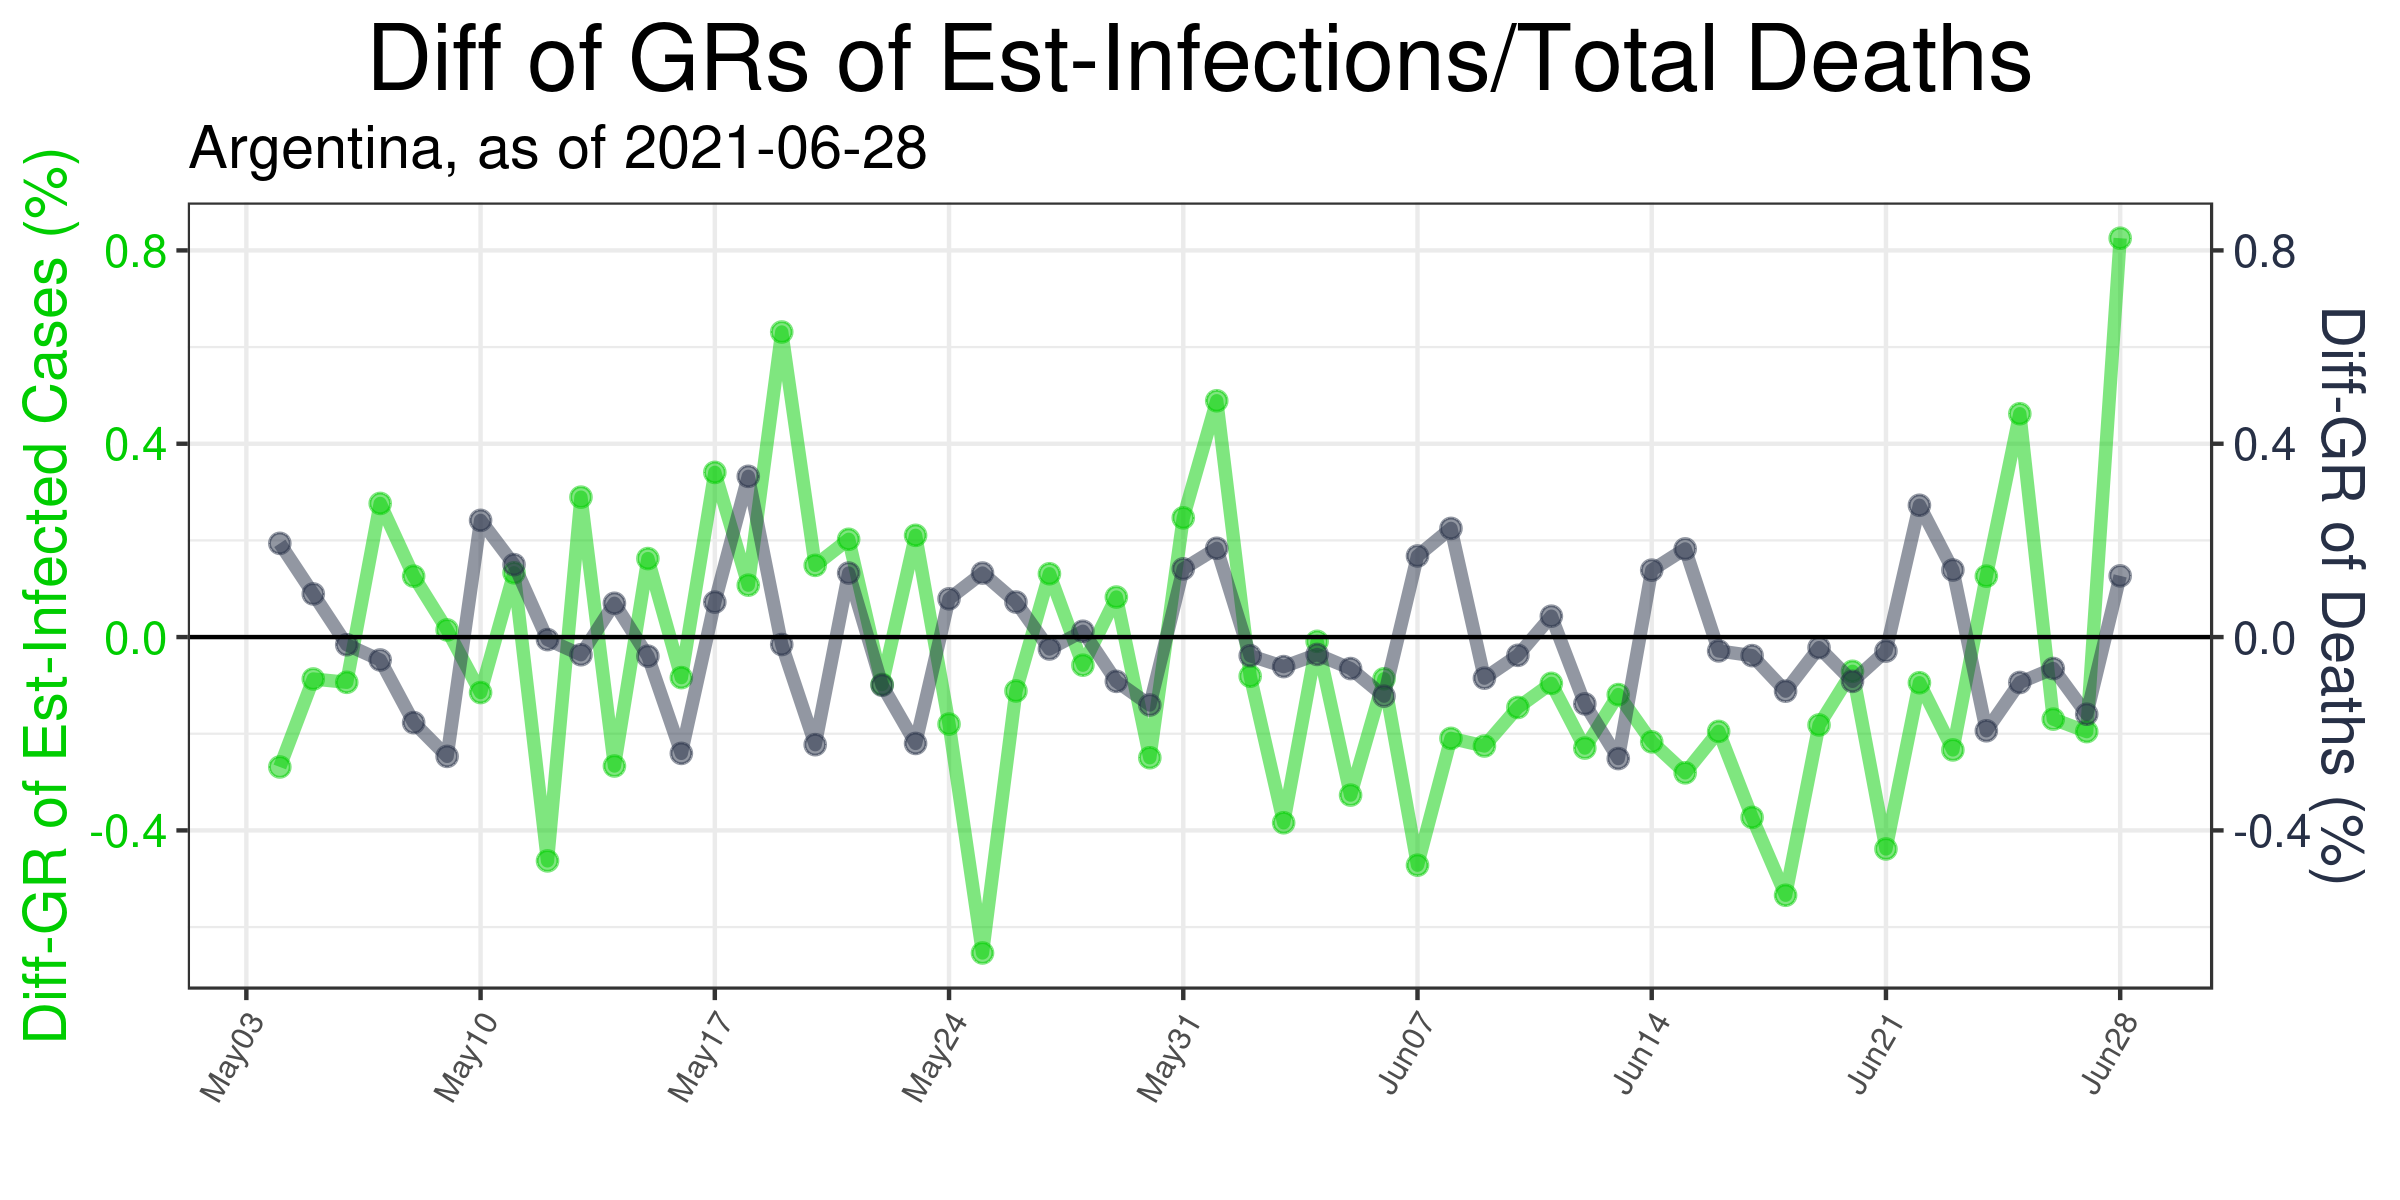 Diff of GRs of Est-Infections/Total Deaths
Argentina, as of 2021-06-28
Diff-GR of Est-Infected Cases (%)
0.8
0.4
0.0
-0.4
0.8
0.4
0.0
-0.4
Diff-GR of Deaths (%)
May03
May10
May17
May24
May31
Jun07
Jun14
Jun21
Jun28